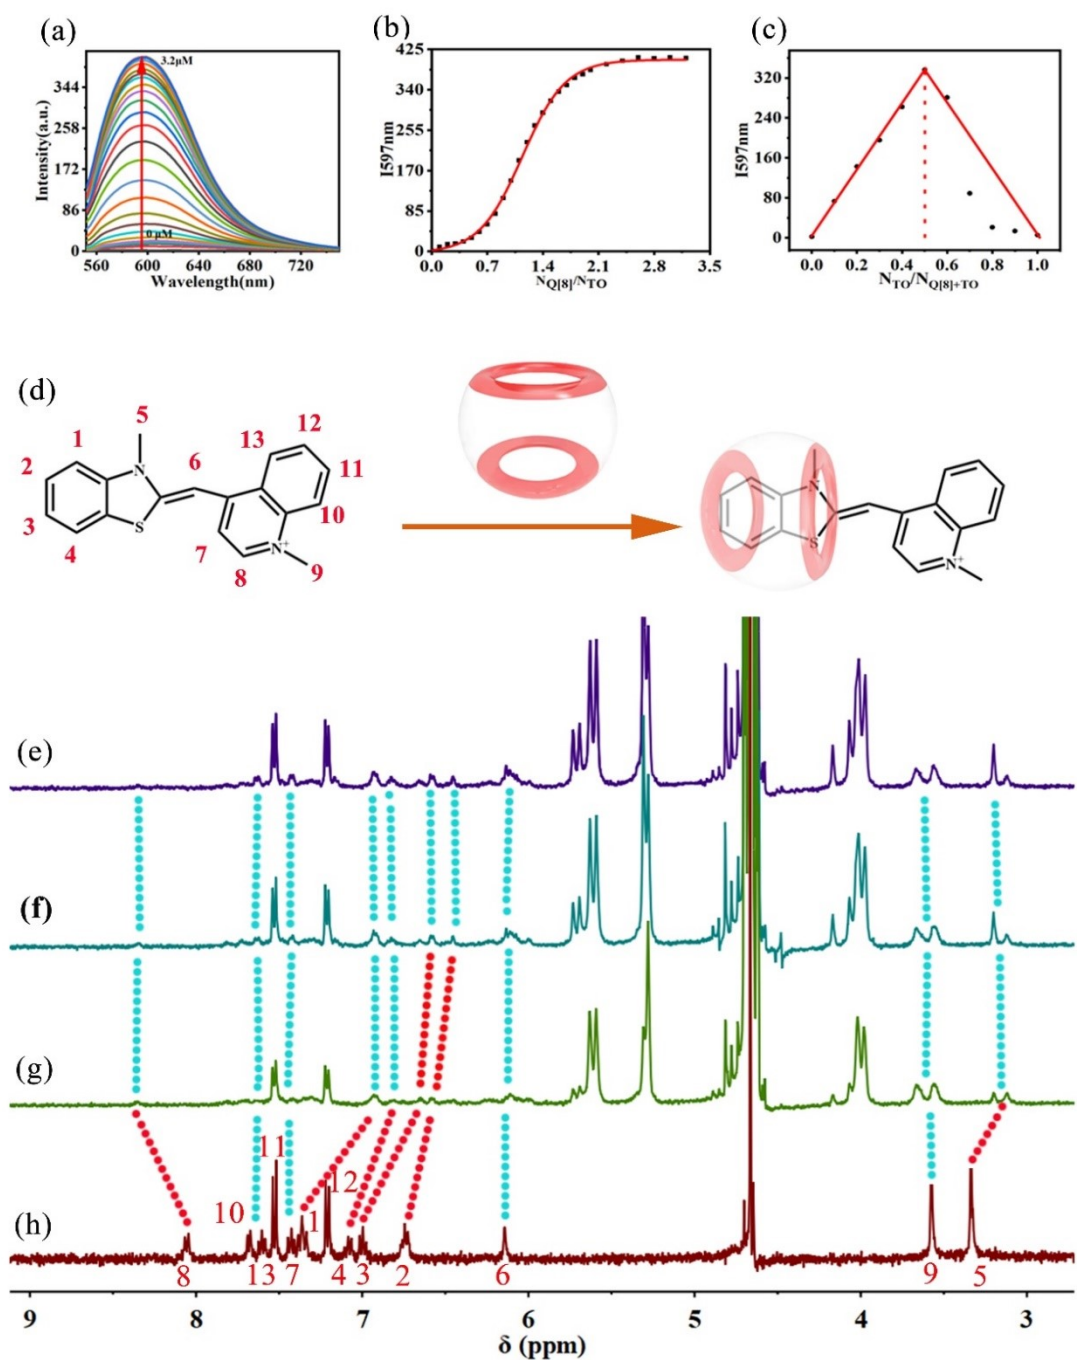 (a)
3.2μM
0 μM
Intensity(a.u.)
344
258
172
86
0
560 600 640 680 720
Wavelength(nm)
(b)
I597nm
425
340
255
170
85
0
0.0 0.7 1.4 2.1 2.8 3.5
NQ[8]/NTO
(c)
I597nm
320
240
160
80
0
0.0 0.2 0.4 0.6 0.8 1.0
NTO/NQ[8]+TO
(d)
5
1 12
N 13
2 6 11
3 S 10
4 7 N+
8 9
N
S
N+
(e)
(f)
(g)
11
12
10 1
(h)
8 13 7 4 3 2 6 9 5
9 8 7 6 5 4 3
δ (ppm)